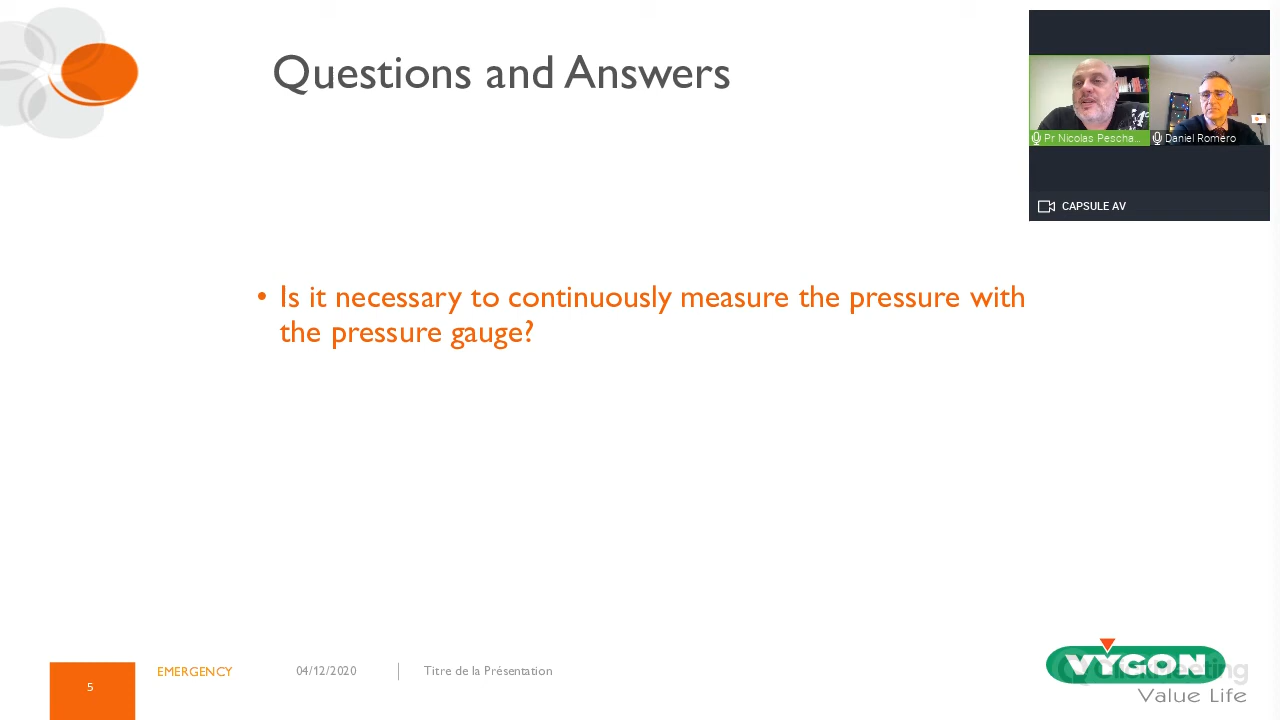 Questions and Answers
Pr Nicolas Pescha...
Daniel Romero
CAPSULE AV
• Is it necessary to continuously measure the pressure with
the pressure gauge?
5
EMERGENCY
04/12/2020
Titre de la Présentation
VYGON
ClickMeeting
Value Life